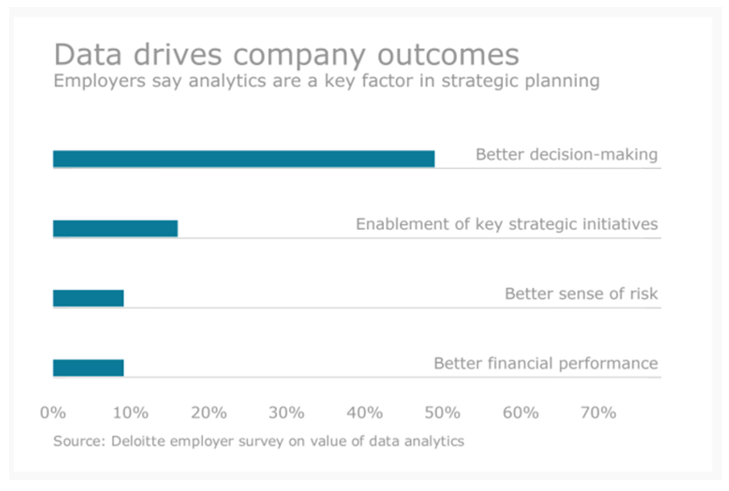 Data drives company outcomes
Employers say analytics are a key factor in strategic planning
Better decision-making
Enablement of key strategic initiatives
Better sense of risk
Better financial performance
0% 10% 20% 30% 40% 50% 60% 70%
Source: Deloitte employer survey on value of data analytics